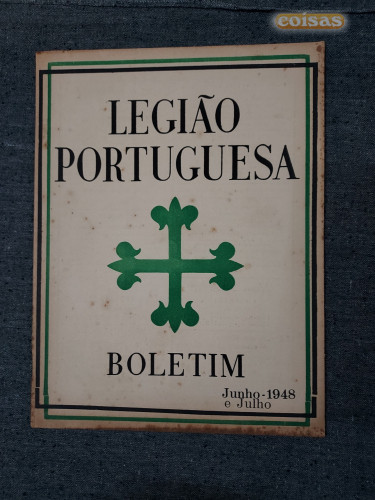 coisas
LEGIÃO
PORTUGUESA
BOLETIM
Junho-1948
e Julho